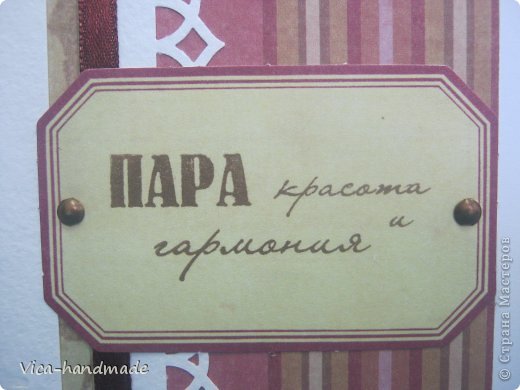 ПАРА красота
и
гармония
Vica-handmade
© Страна Мастеров